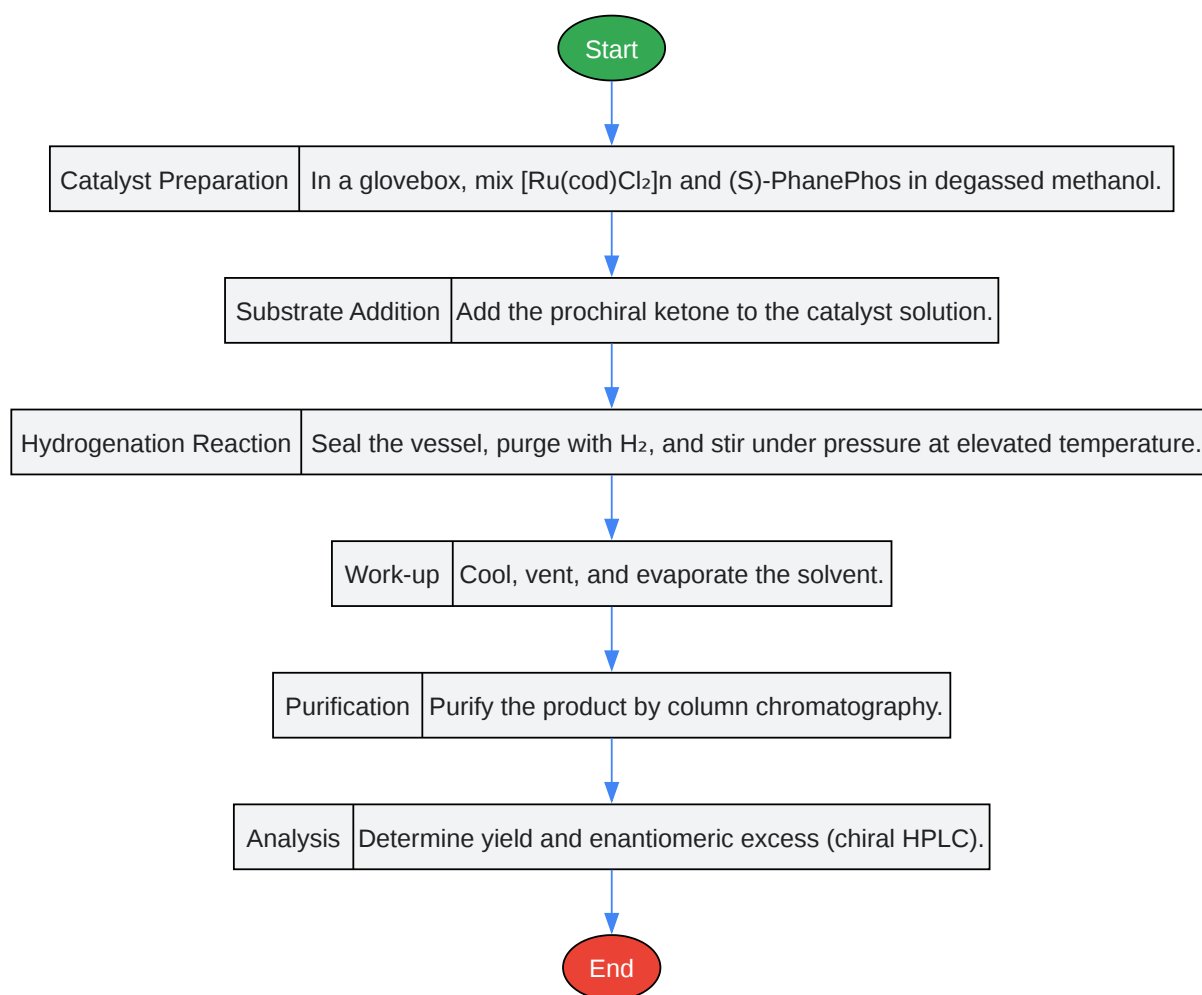 Start
Catalyst Preparation In a glovebox, mix [Ru(cod)Cl₂]n and (S)-PhanePhos in degassed methanol.
Substrate Addition Add the prochiral ketone to the catalyst solution.
Hydrogenation Reaction Seal the vessel, purge with H₂, and stir under pressure at elevated temperature.
Work-up Cool, vent, and evaporate the solvent.
Purification Purify the product by column chromatography.
Analysis Determine yield and enantiomeric excess (chiral HPLC).
End